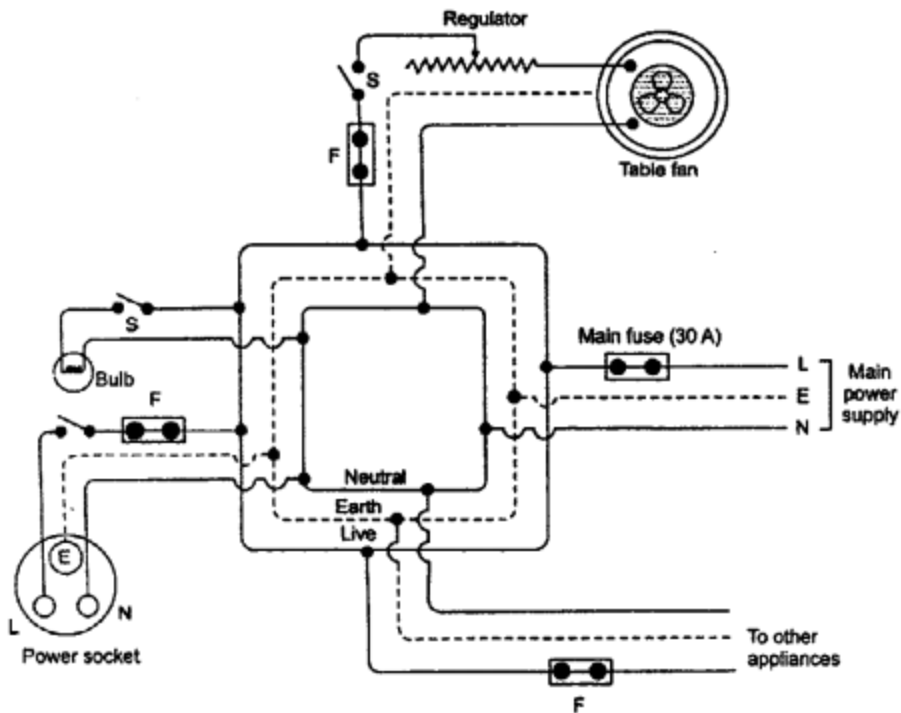 Regulator
S
F
Table fan
S
Bulb
F
Main fuse (30 A)
L
E
N
Main
power
supply
Neutral
Earth
Live
E
L
N
Power socket
To other
appliances
F